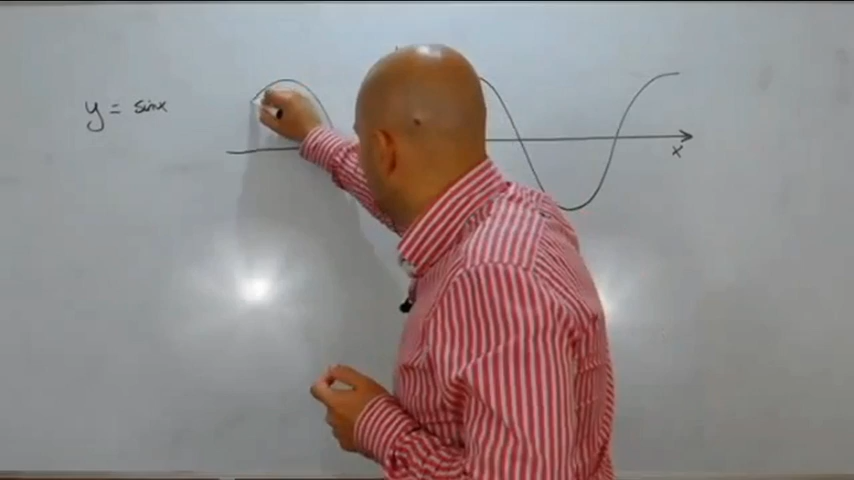 y = sinx
x